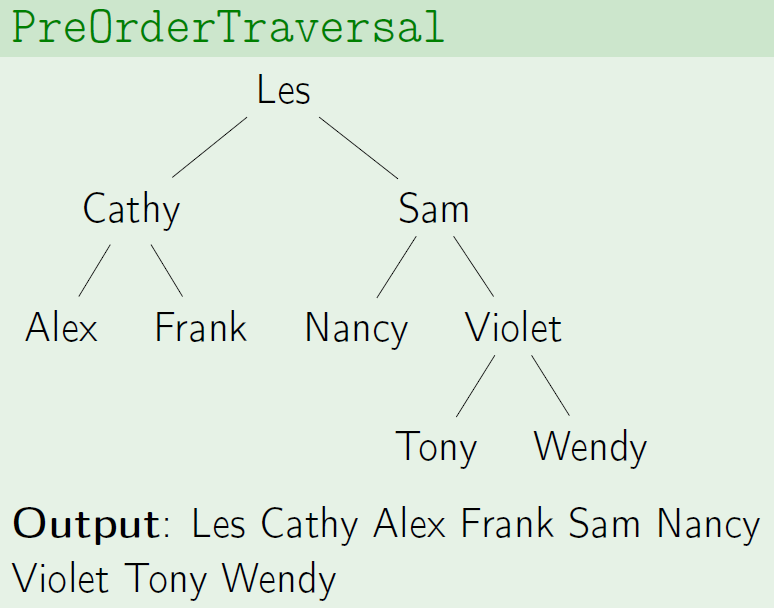 PreOrderTraversal
Les
Cathy Sam
Alex Frank Nancy Violet
Tony Wendy
Output: Les Cathy Alex Frank Sam Nancy
Violet Tony Wendy